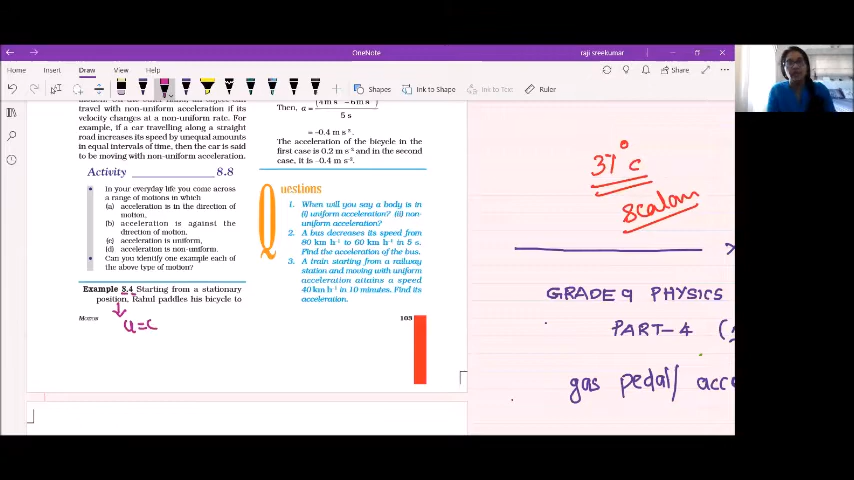 OneNote
raji sreekumar
Home Insert Draw View Help
Share
Shapes Ink to Shape Ink to Text Ruler
travel with non-uniform acceleration if its
velocity changes at a non-uniform rate. For
example, if a car travelling along a straight
road increases its speed by unequal amounts
in equal intervals of time, then the car is said
to be moving with non-uniform acceleration.
Activity 8.8
In your everyday life you come across
a range of motions in which
(a) acceleration is in the direction of
motion,
(b) acceleration is against the
direction of motion,
(c) acceleration is uniform,
(d) acceleration is non-uniform.
Can you identify one example each of
the above type of motion?
Example 8.4 Starting from a stationary
position, Rahul paddles his bicycle to
u=c
MOTION
Then, a =
5 s
= –0.4 m s⁻².
The acceleration of the bicycle in the
first case is 0.2 m s⁻² and in the second
case, it is –0.4 m s⁻².
Questions
1. When will you say a body is in
(i) uniform acceleration? (ii) non-
uniform acceleration?
2. A bus decreases its speed from
80 km h⁻¹ to 60 km h⁻¹ in 5 s.
Find the acceleration of the bus.
3. A train starting from a railway
station and moving with uniform
acceleration attains a speed
40 km h⁻¹ in 10 minutes. Find its
acceleration.
103
37°c
scalar
GRADE 9 PHYSICS
PART-4 (
gas pedal/ acce